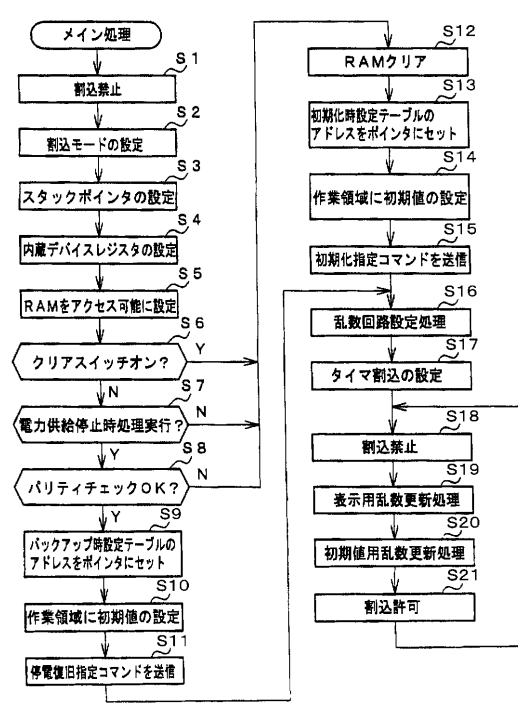 メイン処理
S1
割込禁止
S2
割込モードの設定
S3
スタックポインタの設定
S4
内蔵デバイスレジスタの設定
S5
RAMをアクセス可能に設定
S6
クリアスイッチオン？
Y
N
S7
電力供給停止時処理実行？
N
Y
S8
パリティチェックOK？
N
Y
S9
バックアップ時設定テーブルの
アドレスをポインタにセット
S10
作業領域に初期値の設定
S11
停電復旧指定コマンドを送信
S12
RAMクリア
S13
初期化時設定テーブルの
アドレスをポインタにセット
S14
作業領域に初期値の設定
S15
初期化指定コマンドを送信
S16
乱数回路設定処理
S17
タイマ割込の設定
S18
割込禁止
S19
表示用乱数更新処理
S20
初期値用乱数更新処理
S21
割込許可